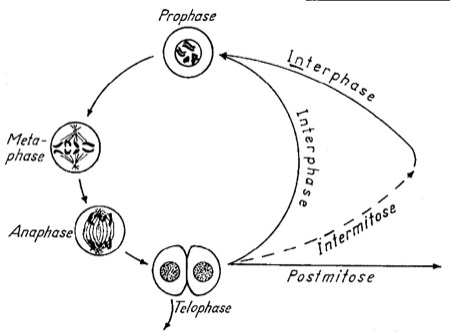 Prophase
Interphase
Meta-
phase
Interphase
Anaphase
Intermitose
Postmitose
Telophase